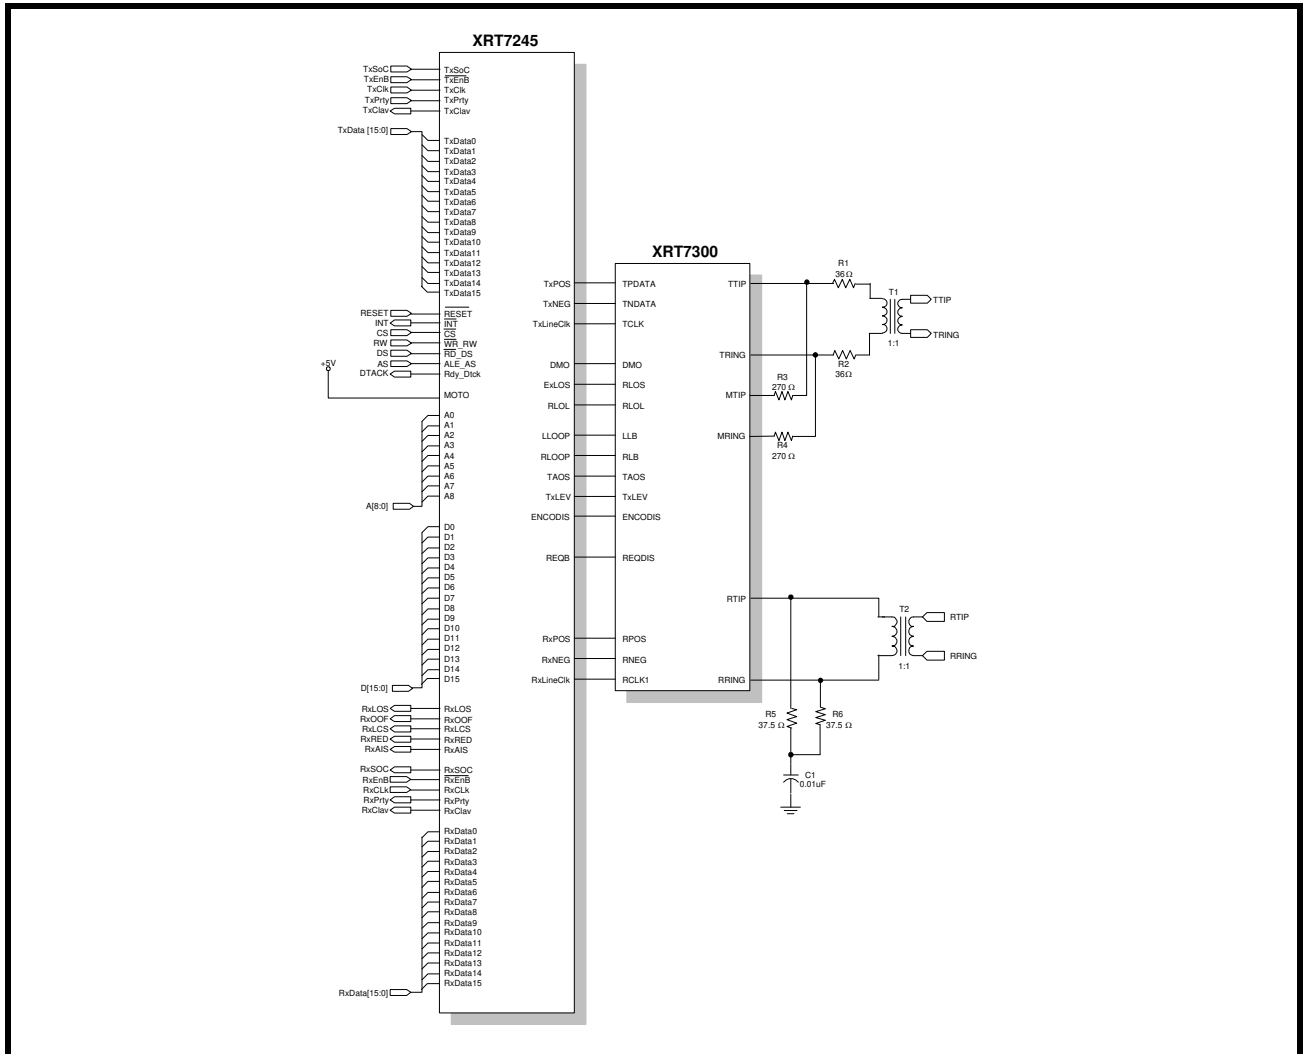 XRT7245
TxSoC TxSoC
TxEnB TxEnB
TxClk TxClk
TxPrty TxPrty
TxClav TxClav
TxData [15:0]
TxData0
TxData1
TxData2
TxData3
TxData4
TxData5
TxData6
TxData7
TxData8
TxData9
TxData10
TxData11
TxData12
TxData13
TxData14
TxData15
RESET RESET
INT INT
CS CS
RW WR_RW
DS RD_DS
AS ALE_AS
DTACK Rdy_Dtck
+5V
MOTO
A0
A1
A2
A3
A4
A5
A6
A7
A8
A[8:0]
D0
D1
D2
D3
D4
D5
D6
D7
D8
D9
D10
D11
D12
D13
D14
D15
D[15:0]
RxLOS RxLOS
RxOOF RxOOF
RxLCS RxLCS
RxRED RxRED
RxAIS RxAIS
RxSOC RxSOC
RxEnB RxEnB
RxCLk RxCLk
RxPrty RxPrty
RxClav RxClav
RxData0
RxData1
RxData2
RxData3
RxData4
RxData5
RxData6
RxData7
RxData8
RxData9
RxData10
RxData11
RxData12
RxData13
RxData14
RxData15
RxData[15:0]
TxPOS
TxNEG
TxLineClk
DMO
ExLOS
RLOL
LLOOP
RLOOP
TAOS
TxLEV
ENCODIS
REQB
RxPOS
RxNEG
RxLineClk
XRT7300
TPDATA
TNDATA
TCLK
DMO
RLOS
RLOL
LLB
RLB
TAOS
TxLEV
ENCODIS
REQDIS
RPOS
RNEG
RCLK1
TTIP
TRING
MTIP
MRING
RTIP
RRING
R1
36Ω
T1
TTIP
TRING
1:1
R2
36Ω
R3
270 Ω
R4
270 Ω
T2
RTIP
RRING
1:1
R5
37.5 Ω
R6
37.5 Ω
C1
0.01uF